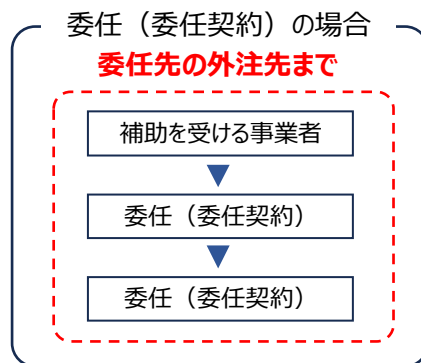 委任（委任契約）の場合
委任先の外注先まで
補助を受ける事業者
委任（委任契約）
委任（委任契約）